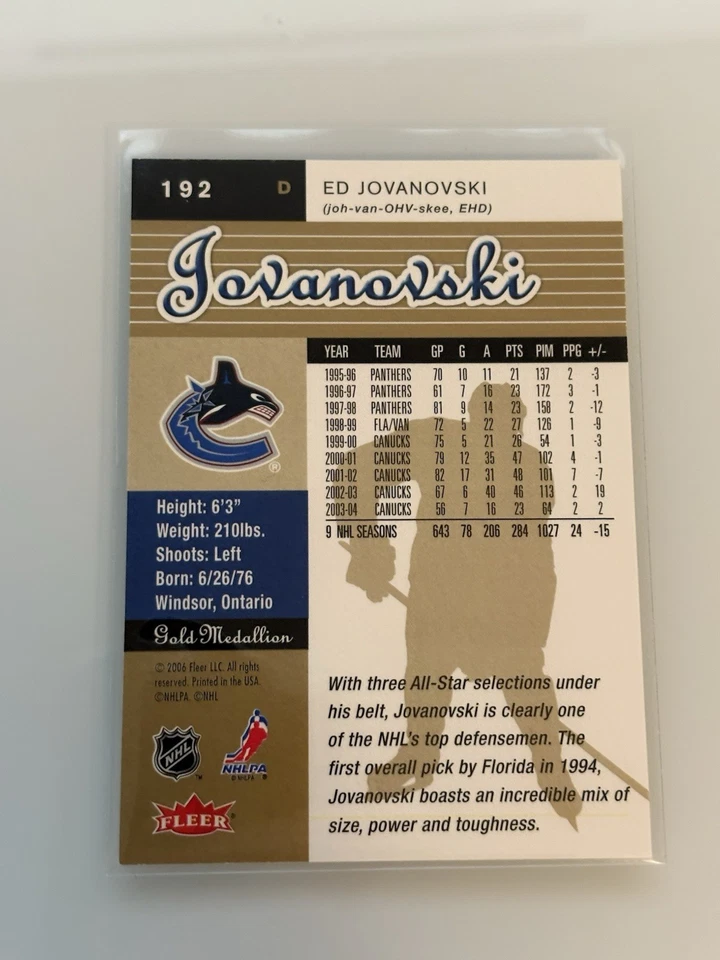 192 D ED JOVANOVSKI
(joh-van-OHV-skee, EHD)
Jovanovski
YEAR TEAM GP G A PTS PIM PPG +/-
1995-96 PANTHERS 70 10 11 21 137 2 -3
1996-97 PANTHERS 61 7 16 23 172 3 -1
1997-98 PANTHERS 81 9 14 23 158 2 -12
1998-99 FLA/VAN 72 5 22 27 126 1 -9
1999-00 CANUCKS 75 5 21 26 54 1 -3
2000-01 CANUCKS 79 12 35 47 102 4 -1
2001-02 CANUCKS 82 17 31 48 101 7 -7
2002-03 CANUCKS 67 6 40 46 113 2 19
2003-04 CANUCKS 56 7 16 23 64 2 2
9 NHL SEASONS 643 78 206 284 1027 24 -15
®
Height: 6'3"
Weight: 210lbs.
Shoots: Left
Born: 6/26/76
Windsor, Ontario
Gold Medallion
© 2006 Fleer LLC. All rights
reserved. Printed in the USA.
©NHLPA ©NHL
NHL
NHLPA
FLEER
With three All-Star selections under
his belt, Jovanovski is clearly one
of the NHL's top defensemen. The
first overall pick by Florida in 1994,
Jovanovski boasts an incredible mix of
size, power and toughness.